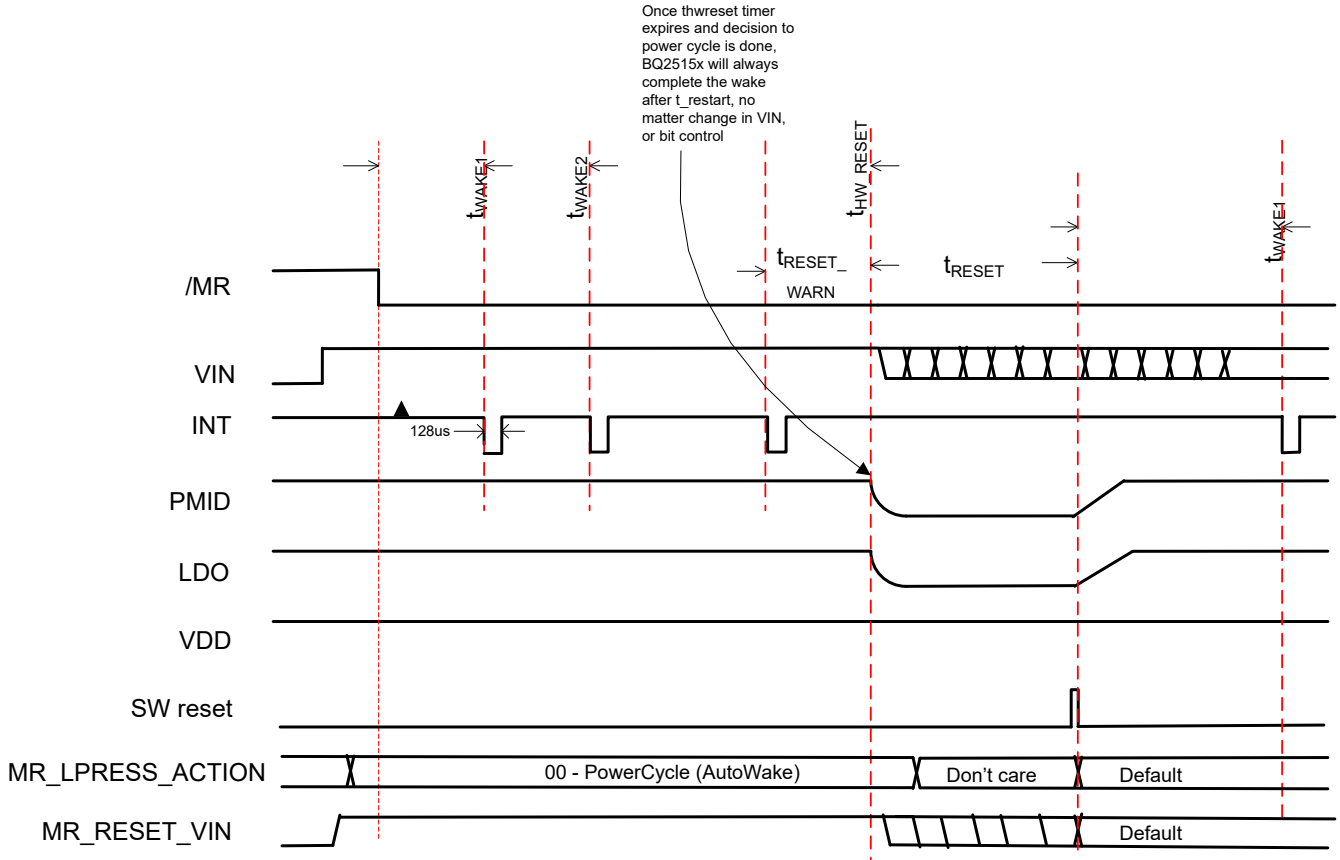 Once thwreset timer
expires and decision to
power cycle is done,
BQ2515x will always
complete the wake
after t_restart, no
matter change in VIN,
or bit control
tWAKE1
tWAKE2
tHW_RESET
tWAKE1
tRESET_
WARN
tRESET
/MR
VIN
INT
128us
PMID
LDO
VDD
SW reset
MR_LPRESS_ACTION
00 - PowerCycle (AutoWake)
Don't care
Default
MR_RESET_VIN
Default